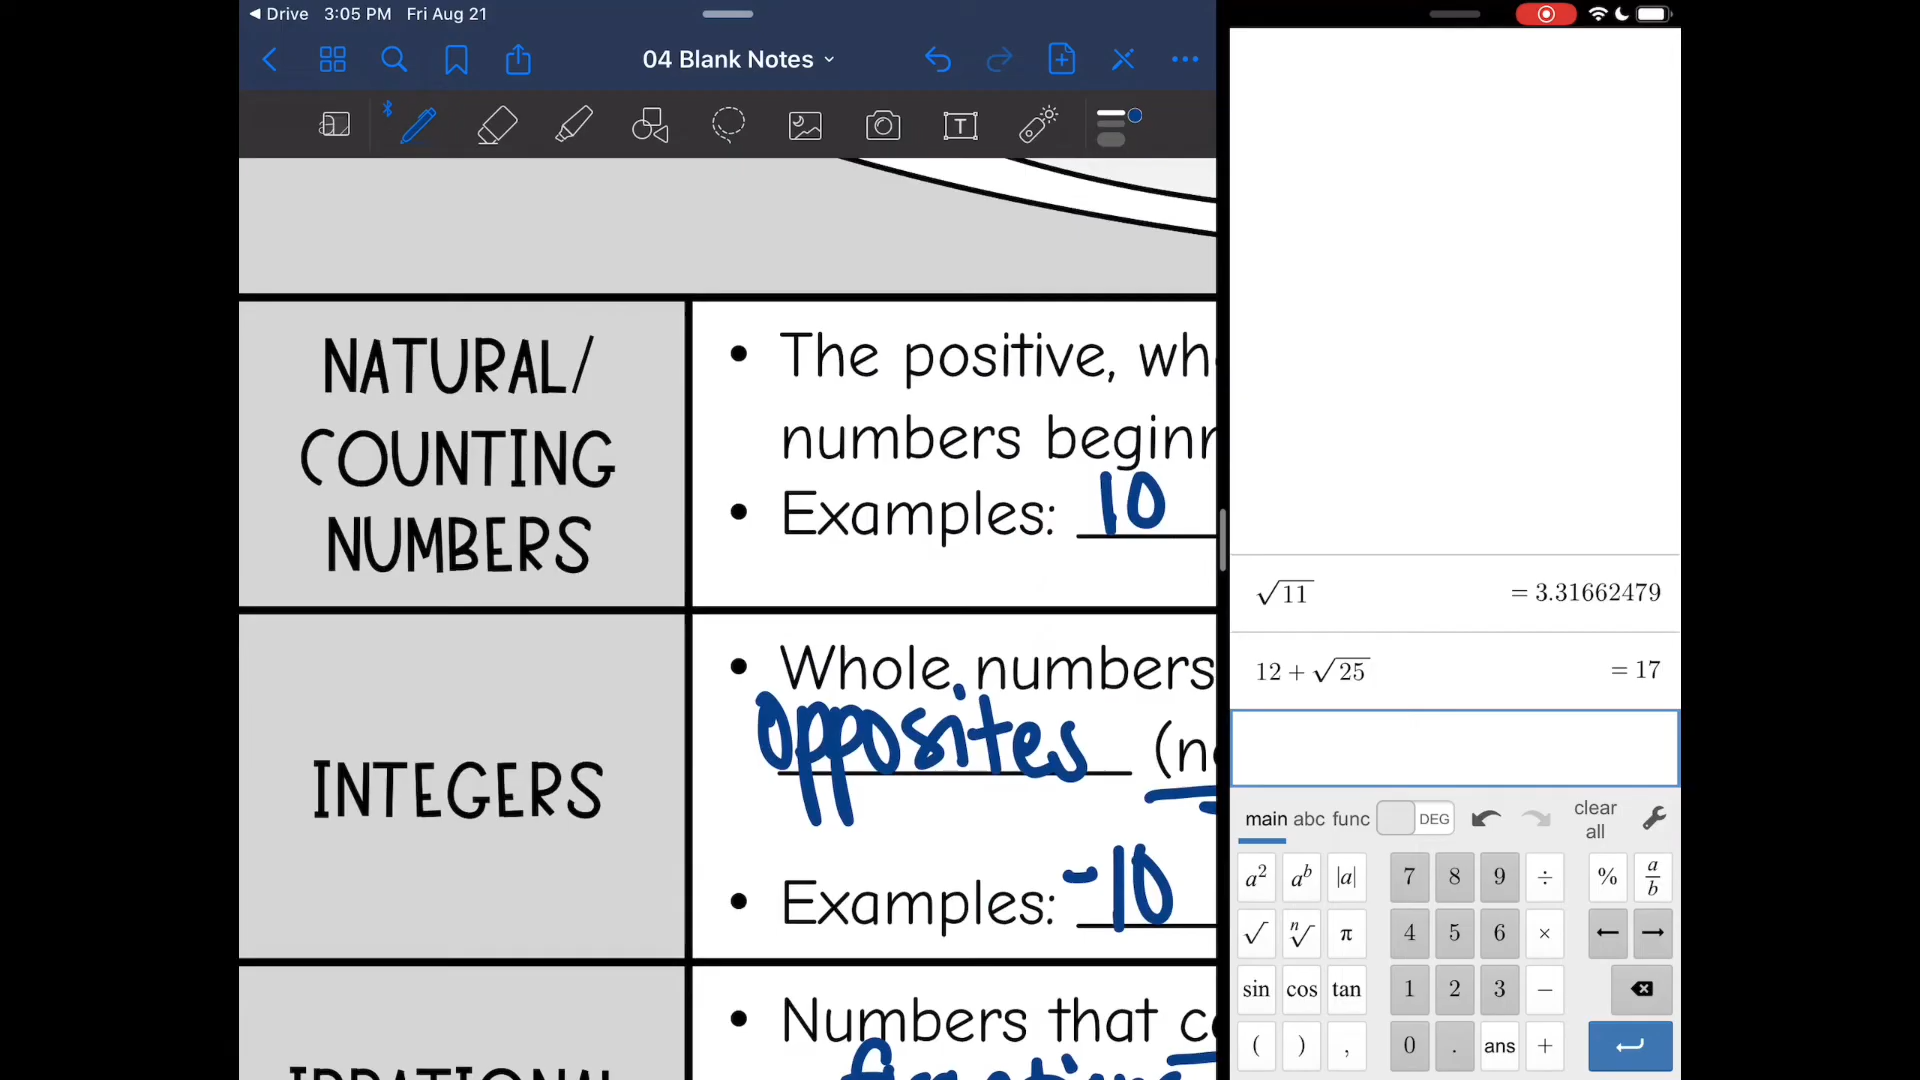 Drive 3:05 PM Fri Aug 21
04 Blank Notes
NATURAL/
COUNTING
NUMBERS
• The positive, wh
numbers beginn
• Examples: 10
INTEGERS
• Whole numbers
opposites (n
• Examples: -10
• Numbers that c
√11 = 3.31662479
12 + √25 = 17
main abc func DEG clear all
a² aᵇ |a| 7 8 9 ÷ % a/b
√ ⁿ√ π 4 5 6 × ← →
sin cos tan 1 2 3 −
( ) , 0 . ans +